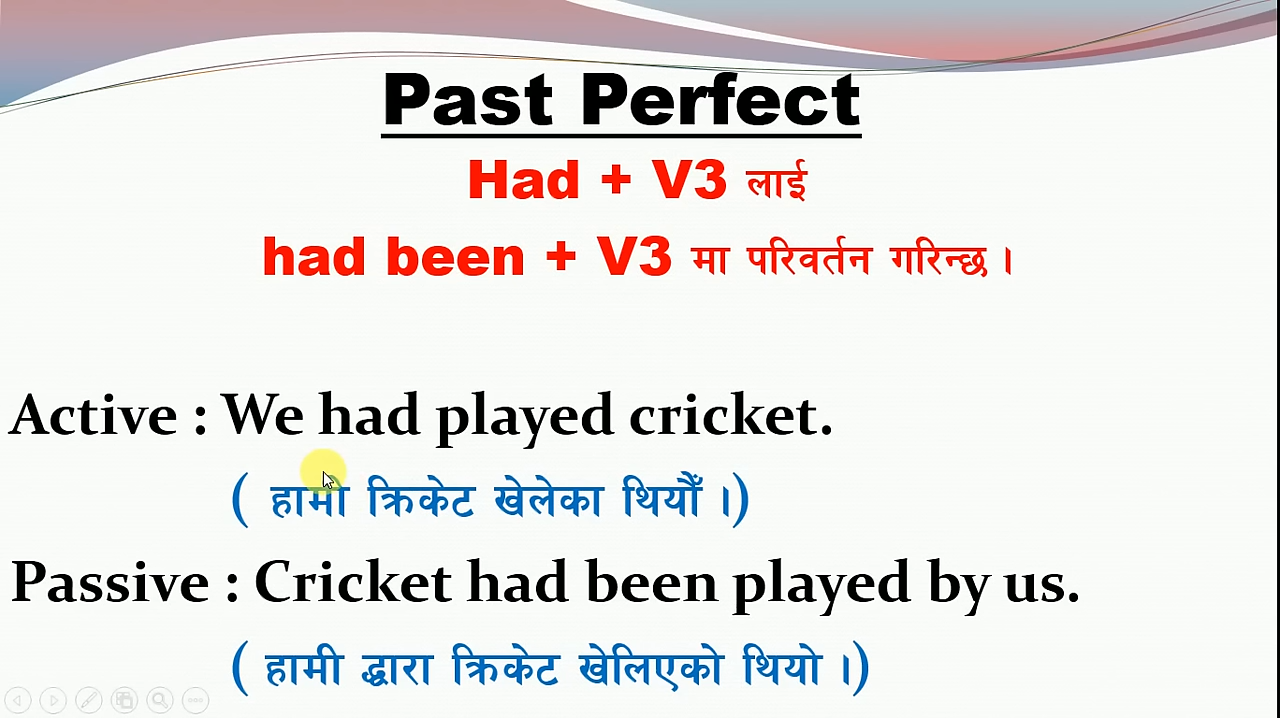 Past Perfect
Had + V3 लाई
had been + V3 मा परिवर्तन गरिन्छ ।
Active : We had played cricket.
( हामी क्रिकेट खेलेका थियौँ ।)
Passive : Cricket had been played by us.
( हामी द्धारा क्रिकेट खेलिएको थियो ।)